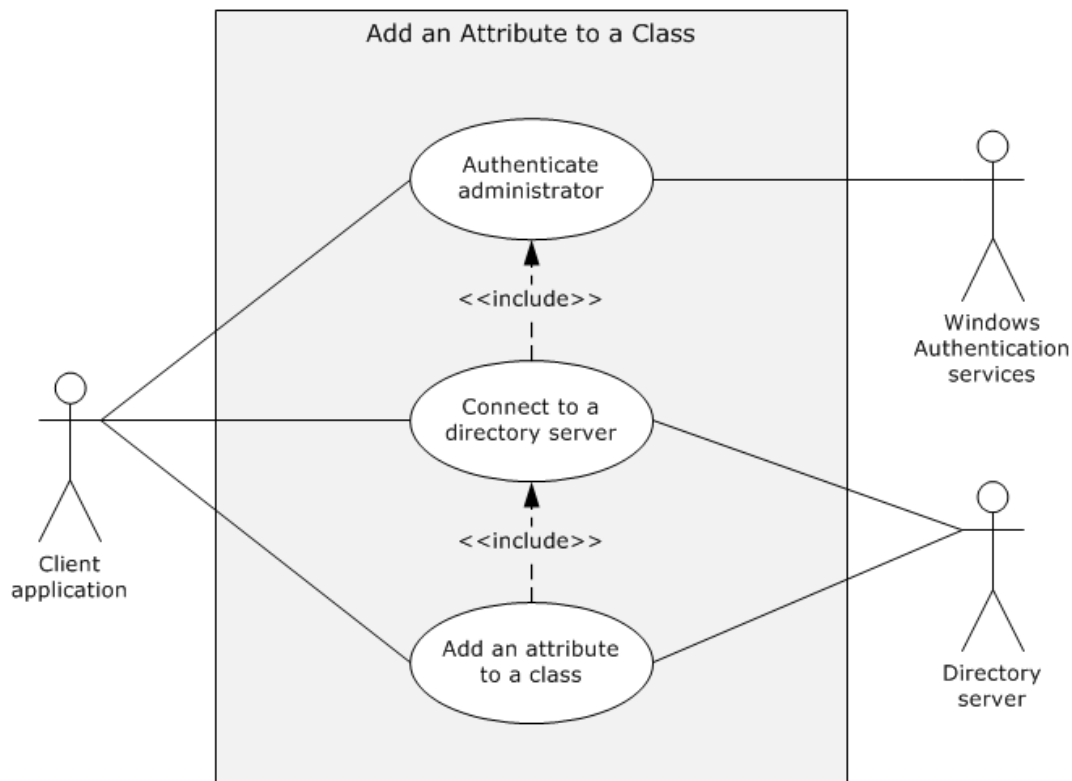 Add an Attribute to a Class
Authenticate
administrator
<<include>>
Windows
Authentication
services
Connect to a
directory server
<<include>>
Client
application
Add an attribute
to a class
Directory
server